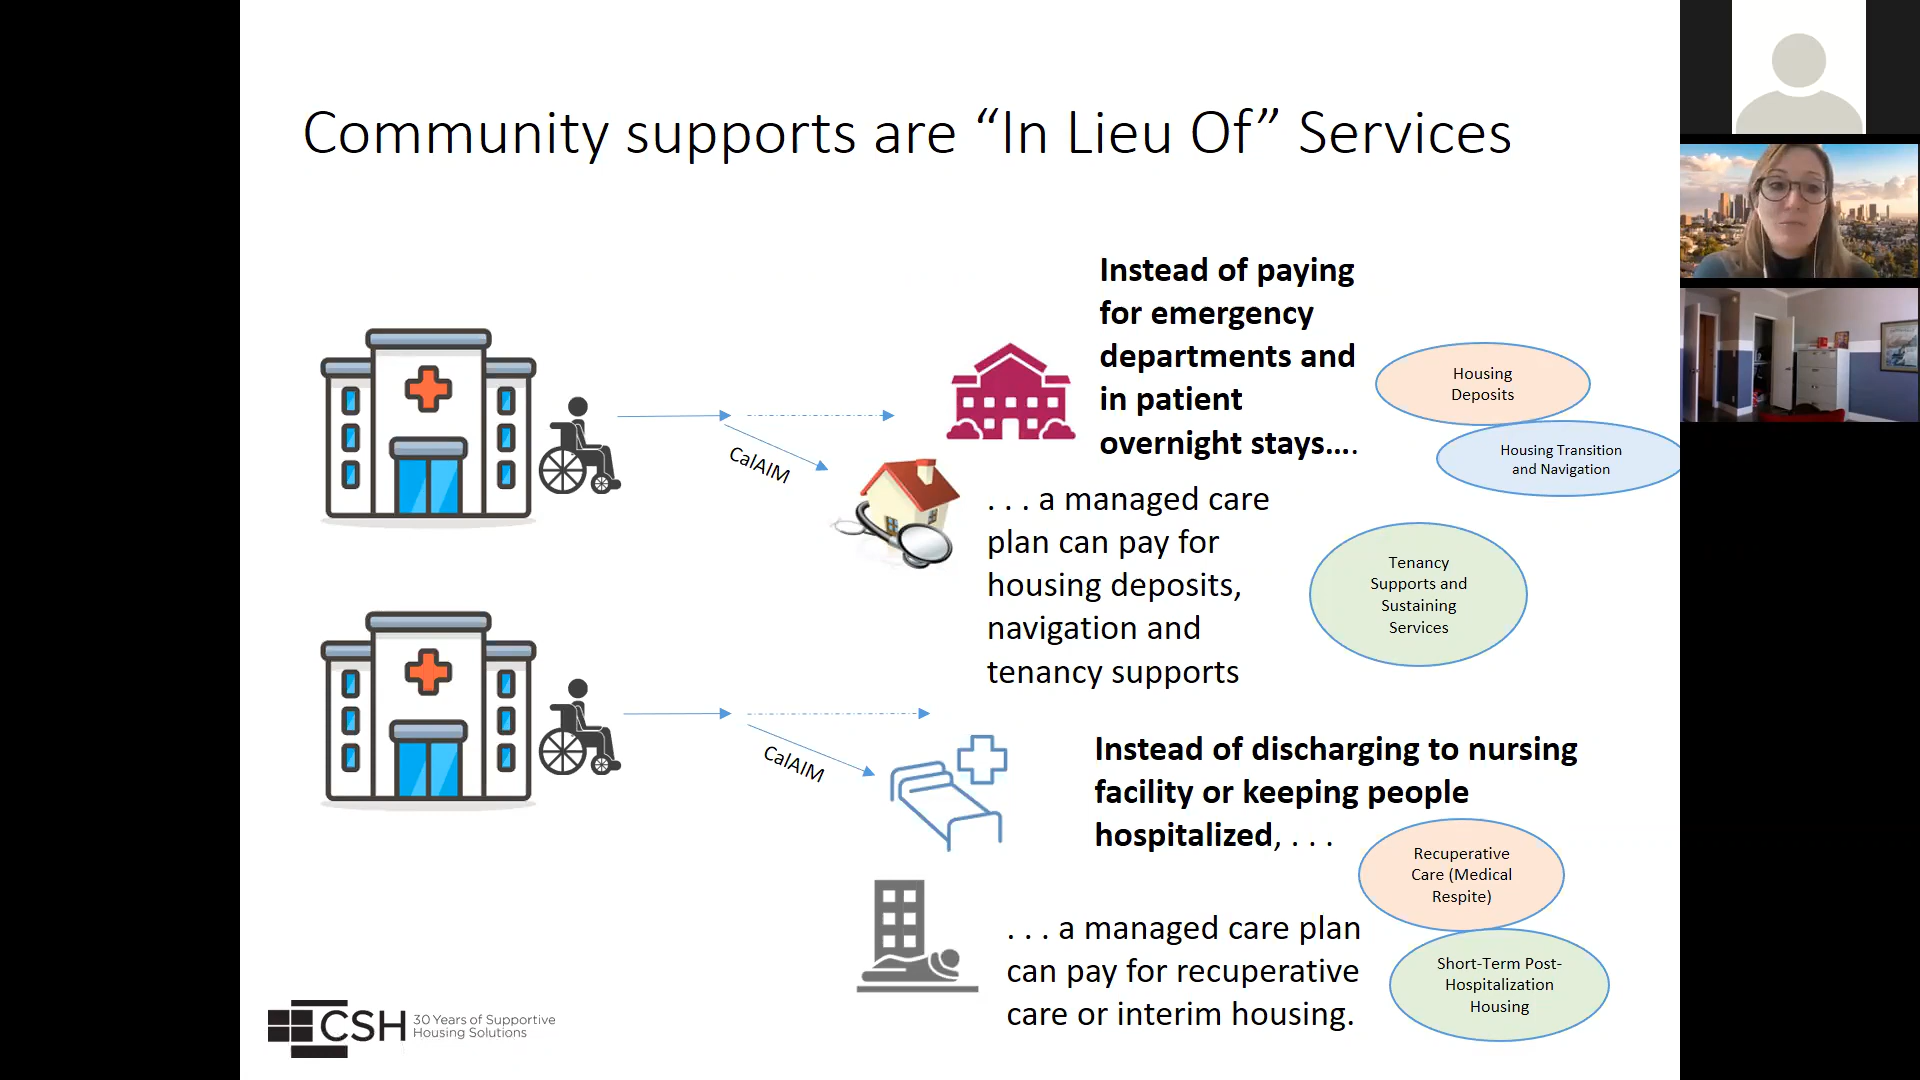 Community supports are “In Lieu Of” Services
Instead of paying
for emergency
departments and
in patient
overnight stays….
Housing
Deposits
Housing Transition
and Navigation
CalAIM
. . . a managed care
plan can pay for
housing deposits,
navigation and
tenancy supports
Tenancy
Supports and
Sustaining
Services
CalAIM
Instead of discharging to nursing
facility or keeping people
hospitalized, . . .
Recuperative
Care (Medical
Respite)
. . . a managed care plan
can pay for recuperative
care or interim housing.
Short-Term Post-
Hospitalization
Housing
CSH 30 Years of Supportive
Housing Solutions